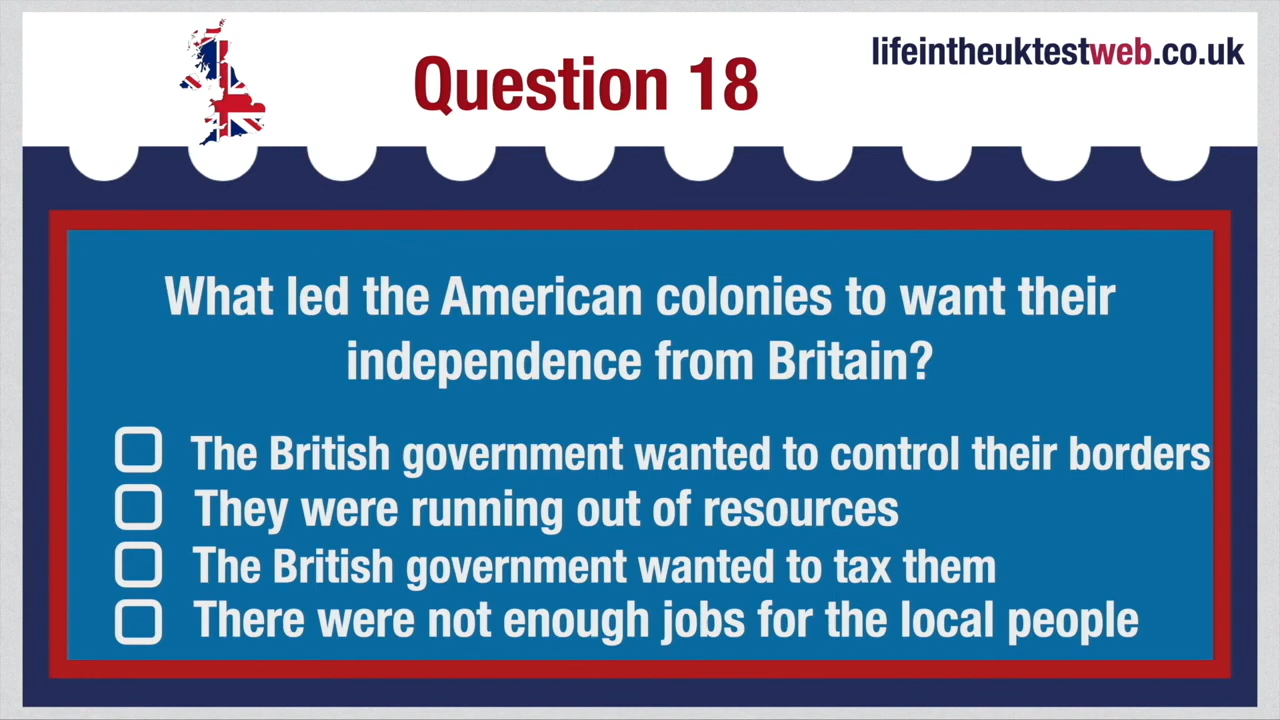 lifeintheuktestweb.co.uk
Question 18
What led the American colonies to want their
independence from Britain?
The British government wanted to control their borders
They were running out of resources
The British government wanted to tax them
There were not enough jobs for the local people